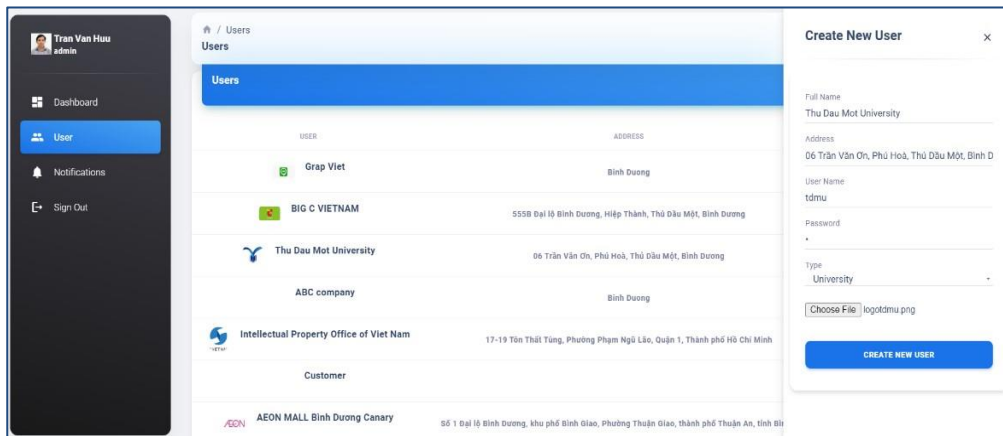 Tran Van Huu
admin
Dashboard
User
Notifications
Sign Out
/ Users
Users
Users
USER
ADDRESS
Grap Viet
Binh Duong
BIG C VIETNAM
555B Đại lộ Bình Dương, Hiệp Thành, Thủ Dầu Một, Bình Dương
Thu Dau Mot University
06 Trần Văn Ơn, Phú Hoà, Thủ Dầu Một, Bình Dương
ABC company
Binh Duong
Intellectual Property Office of Viet Nam
17-19 Tôn Thất Tùng, Phường Phạm Ngũ Lão, Quận 1, Thành phố Hồ Chí Minh
Customer
AEON
AEON MALL Bình Dương Canary
Số 1 Đại lộ Bình Dương, khu phố Bình Giao, Phường Thuận Giao, thành phố Thuận An, tỉnh
Create New User
Full Name
Thu Dau Mot University
Address
06 Trần Văn Ơn, Phú Hoà, Thủ Dầu Một, Bình D
User Name
tdmu
Password
Type
University
Choose File logotdmu.png
CREATE NEW USER